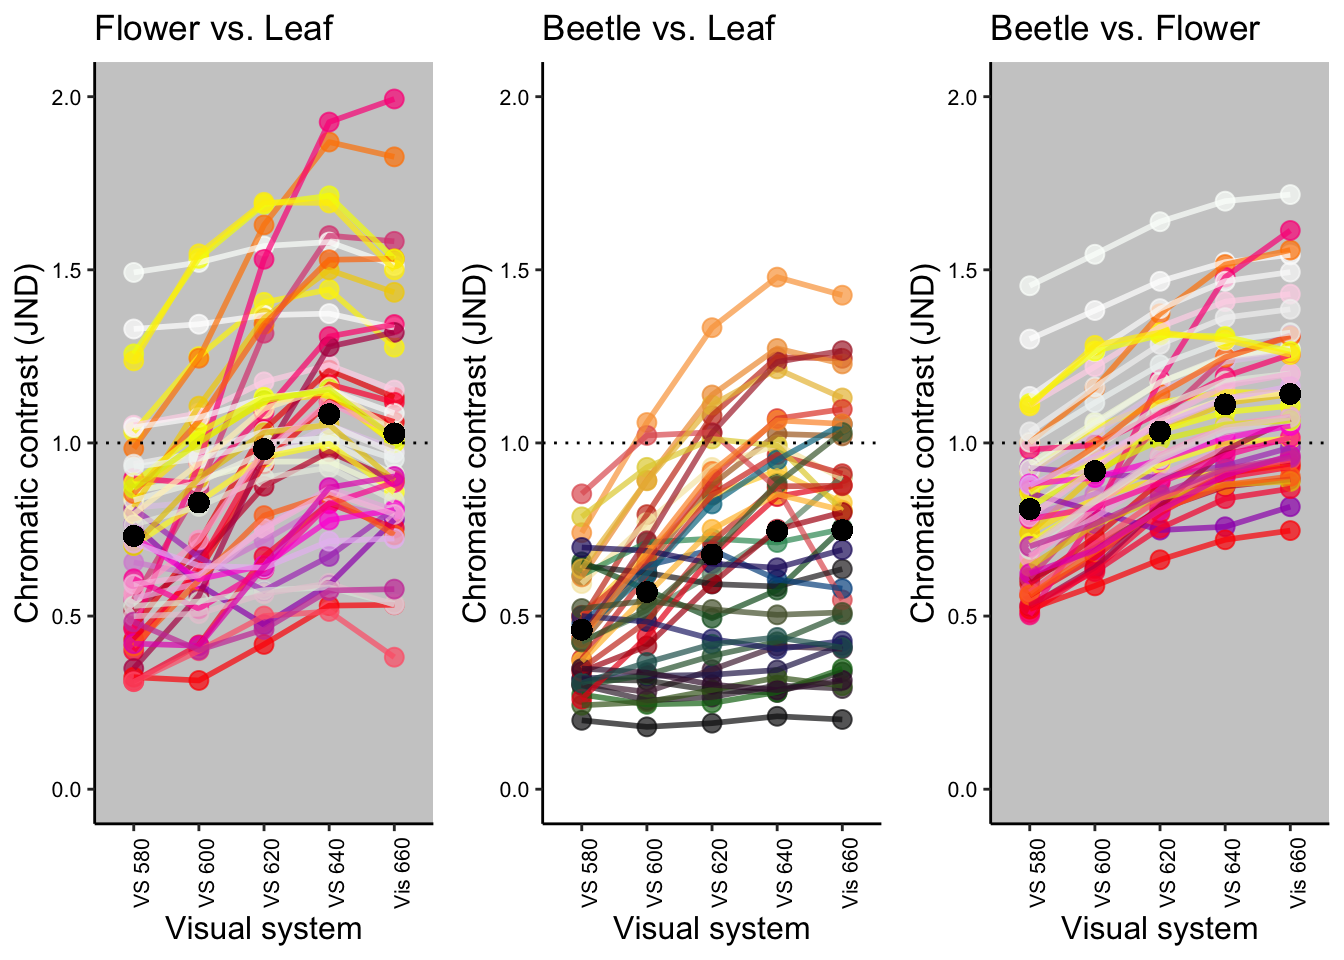 Flower vs. Leaf
Beetle vs. Leaf
Beetle vs. Flower
Chromatic contrast (JND)
2.0
1.5
1.0
0.5
0.0
VS 580
VS 600
VS 620
VS 640
Vis 660
Visual system
Chromatic contrast (JND)
2.0
1.5
1.0
0.5
0.0
VS 580
VS 600
VS 620
VS 640
Vis 660
Visual system
Chromatic contrast (JND)
2.0
1.5
1.0
0.5
0.0
VS 580
VS 600
VS 620
VS 640
Vis 660
Visual system